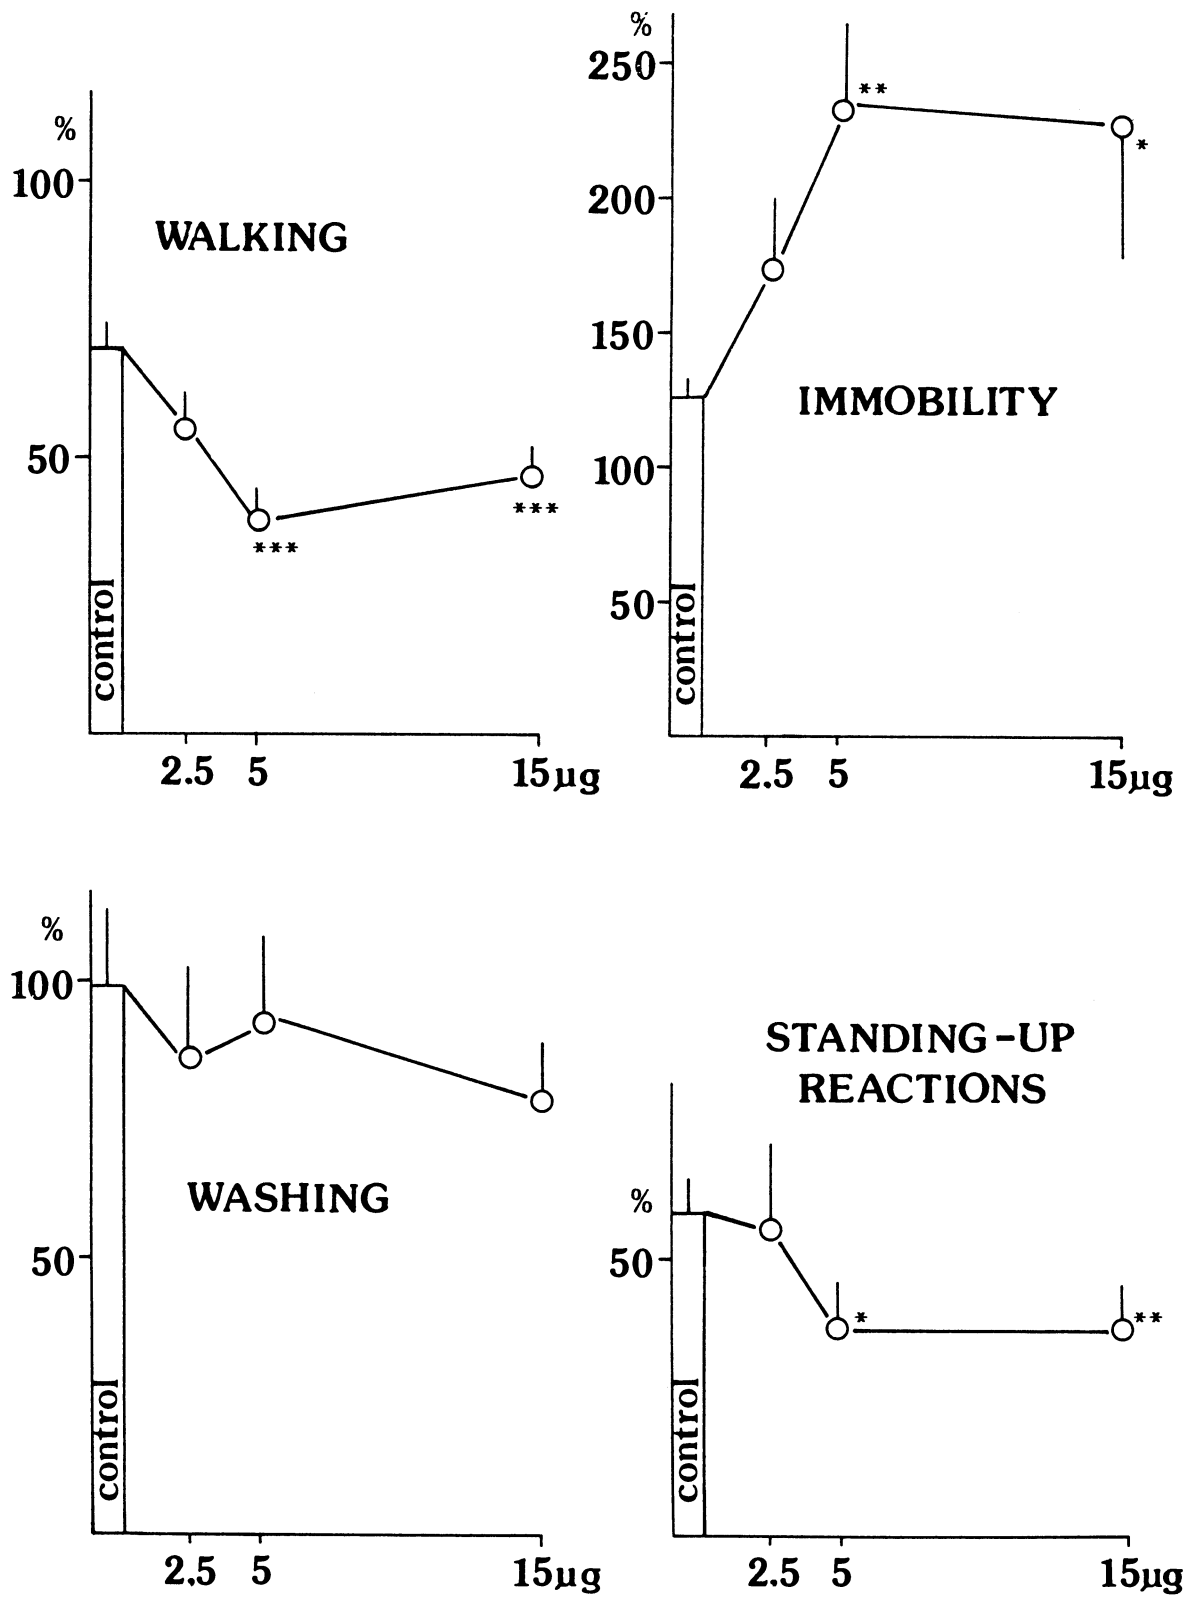 %
100
WALKING
50
***
***
control
2.5 5 15µg
%
250
**
*
200
150
IMMOBILITY
100
50
control
2.5 5 15µg
%
100
WASHING
50
control
2.5 5 15µg
STANDING-UP
REACTIONS
%
50
*
**
control
2.5 5 15µg